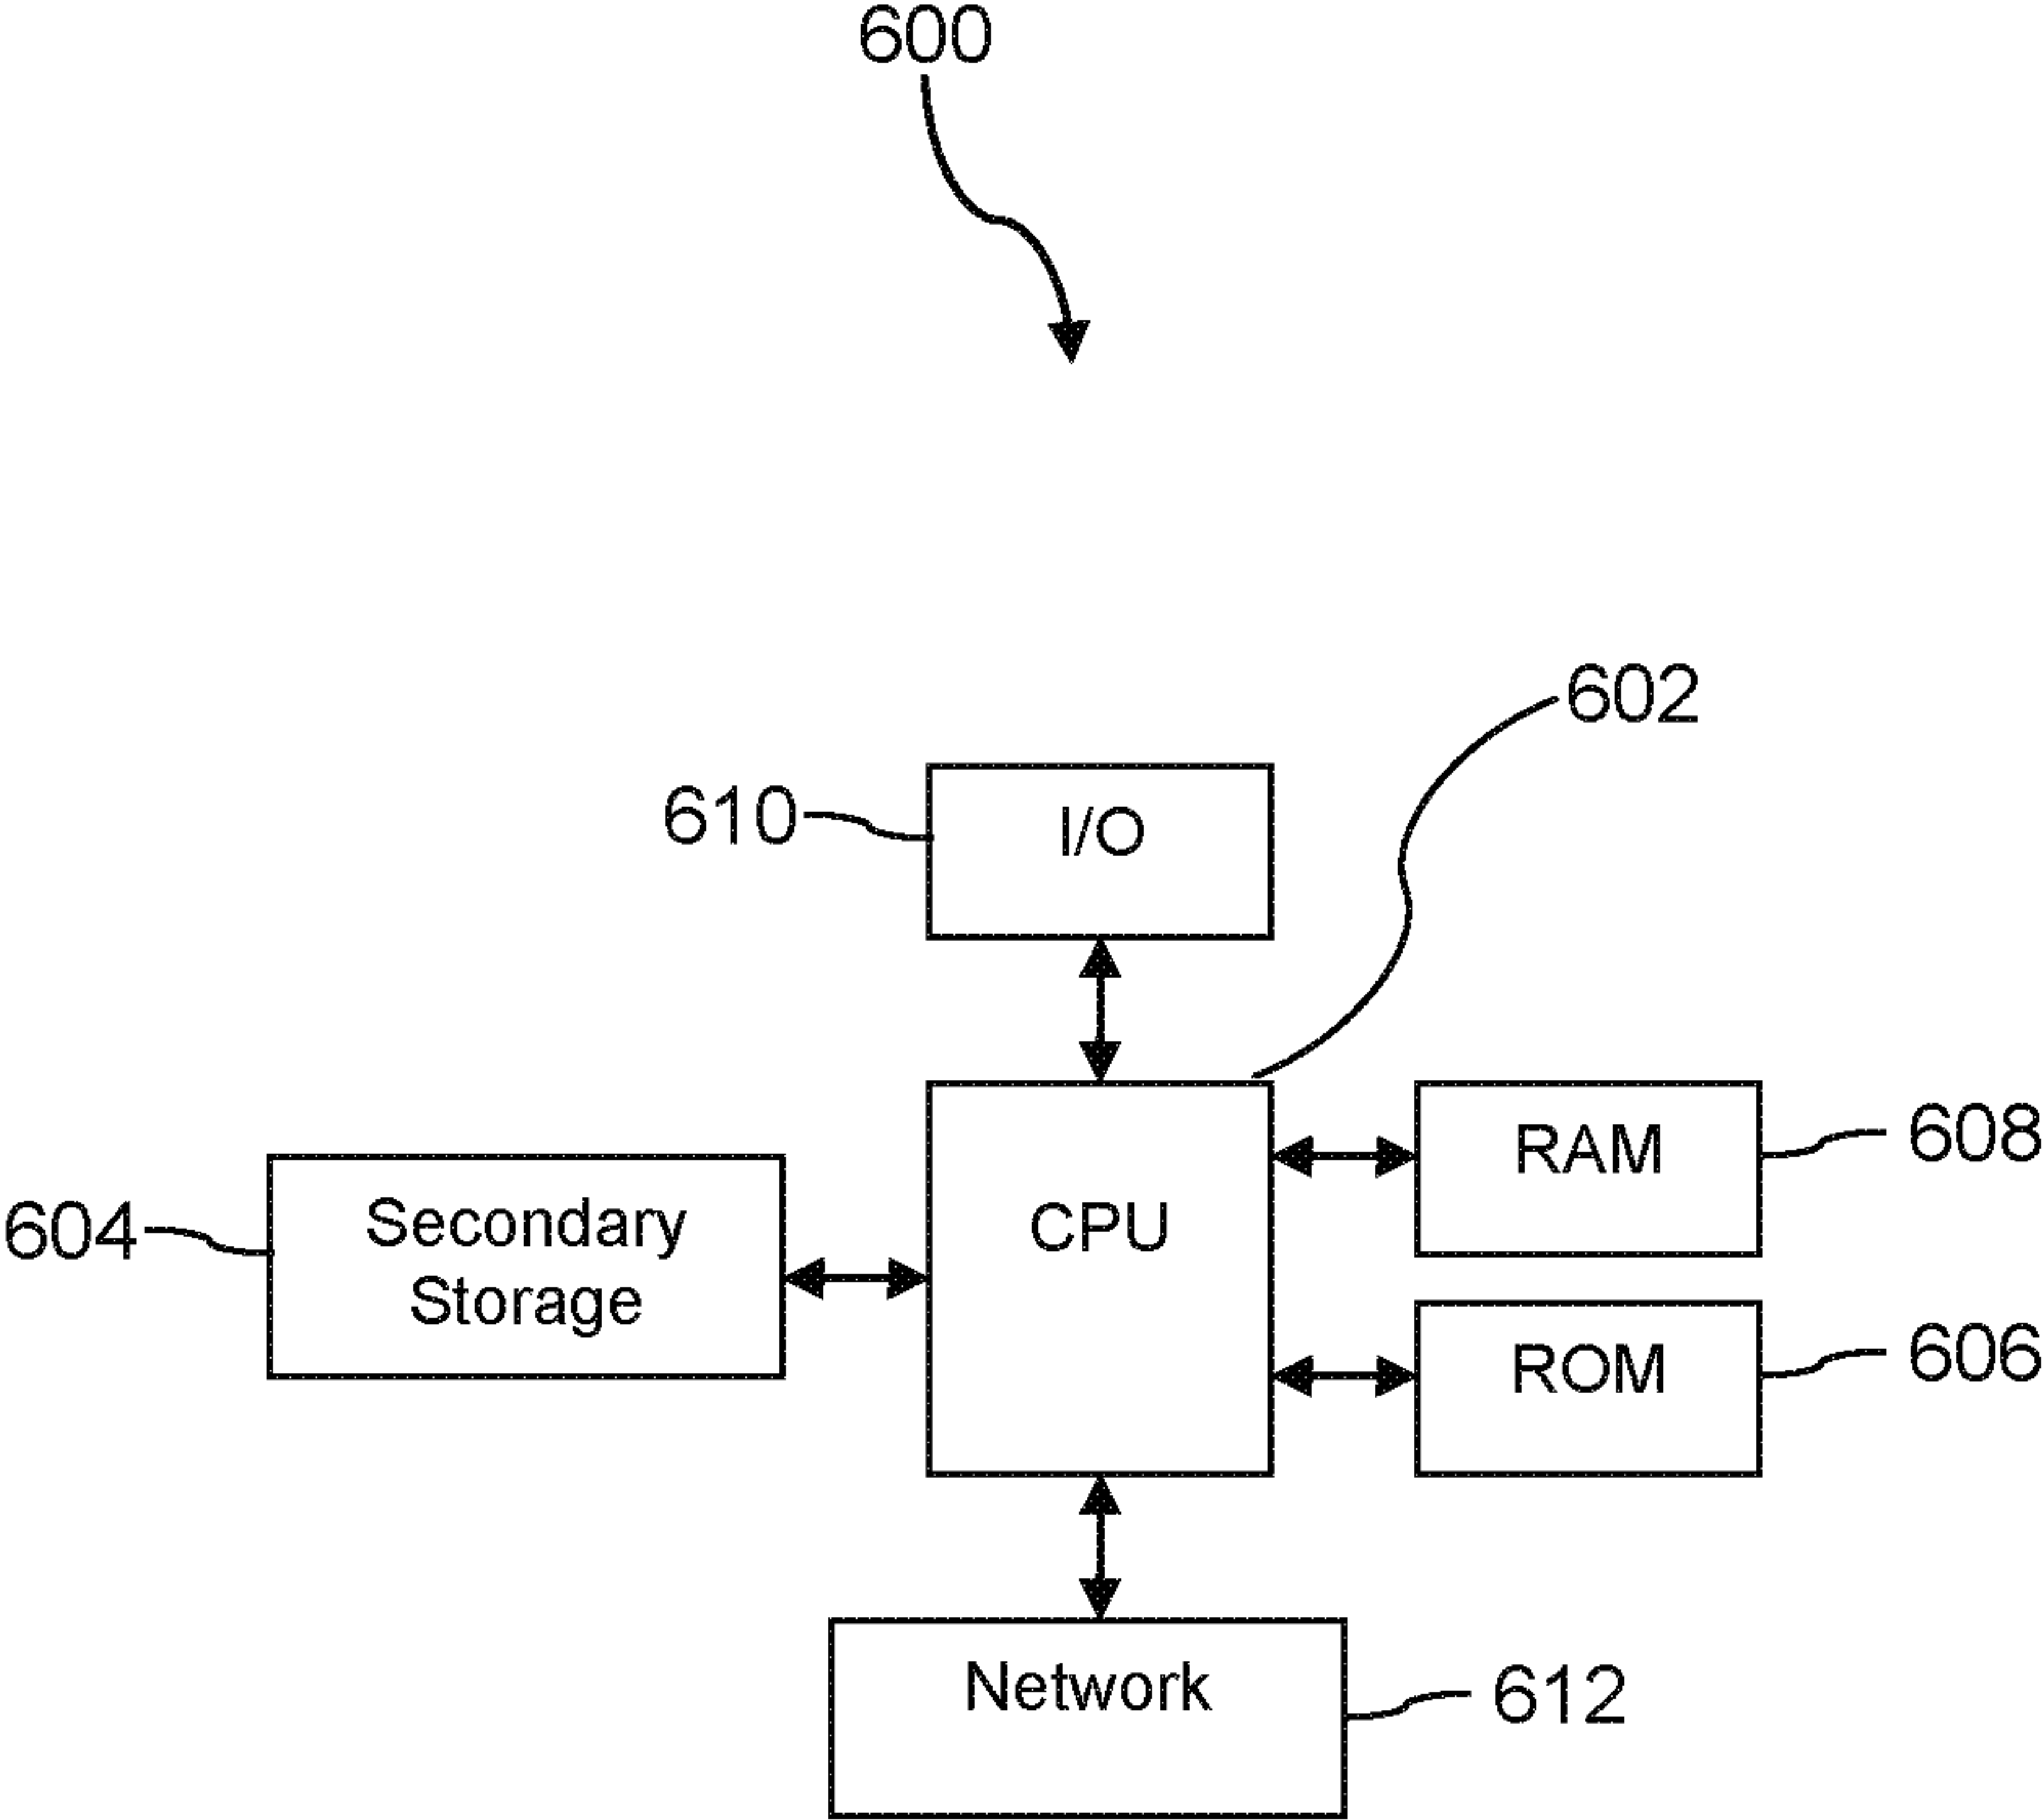 600
602
610
I/O
RAM
608
604
Secondary
Storage
CPU
ROM
606
Network
612